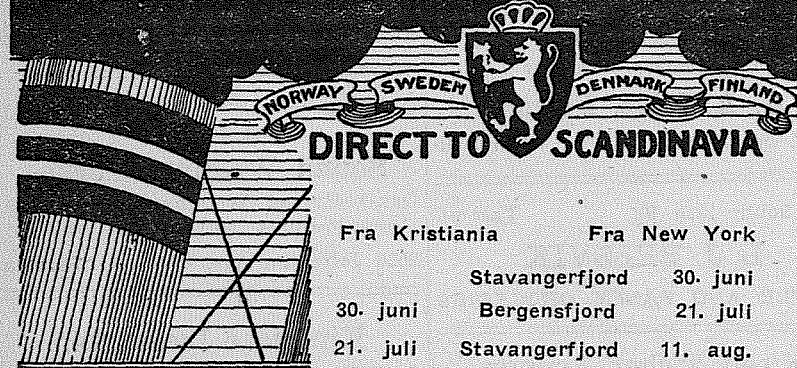 NORWAY SWEDEN DENMARK FINLAND
DIRECT TO SCANDINAVIA
Fra Kristiania Fra New York
Stavangerfjord 30. juni
30. juni Bergensfjord 21. juli
21. juli Stavangerfjord 11. aug.